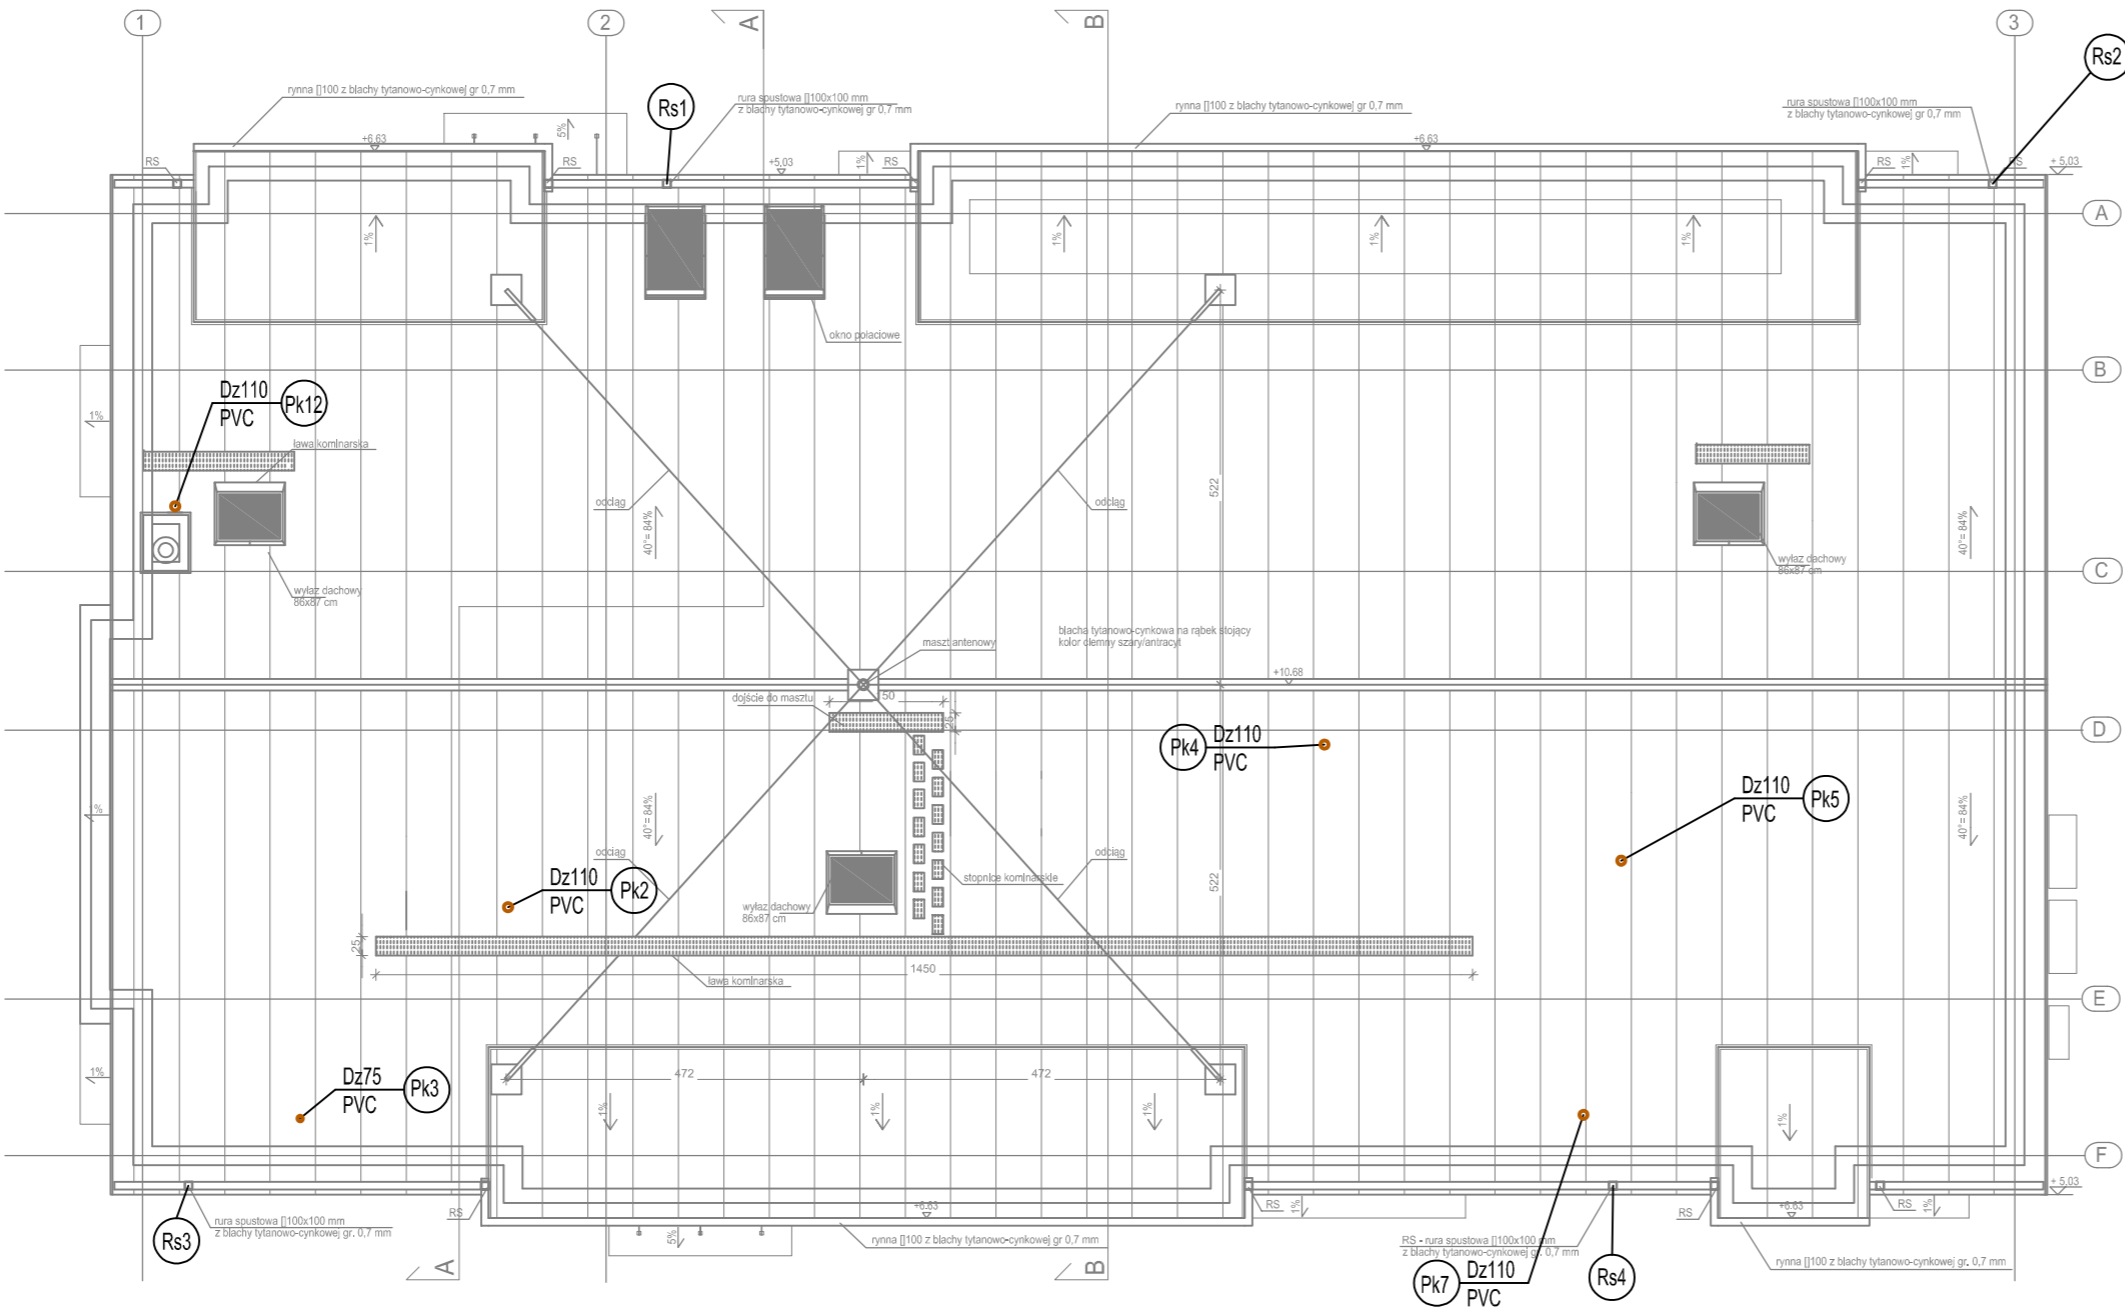 1
2
A
B
3
Rs2
rynna []100 z blachy tytanowo-cynkowej gr 0,7 mm
Rs1
rura spustowa []100x100 mm
z blachy tytanowo-cynkowej gr 0,7 mm
rynna []100 z blachy tytanowo-cynkowej gr 0,7 mm
rura spustowa []100x100 mm
z blachy tytanowo-cynkowej gr 0,7 mm
+6,63
5%
+6,63
RS
RS
+5,03
1%
RS
RS
1%
RS
+ 5,03
A
1%
1%
1%
1%
okno połaciowe
B
Dz110
PVC
Pk12
1%
ława kominarska
odciąg
40°= 84%
522
odciąg
40°= 84%
wyłaz dachowy
86x87 cm
C
wyłaz dachowy
86x87 cm
maszt antenowy
blacha tytanowo-cynkowa na rąbek stojący
kolor ciemny szary/antracyt
+10,68
dojście do masztu
50
25
D
Pk4
Dz110
PVC
Dz110
PVC
Pk5
1%
40°= 84%
40°= 84%
odciąg
odciąg
Dz110
PVC
Pk2
stopnice kominarskie
522
wyłaz dachowy
86x87 cm
25
1450
ława kominarska
E
1%
Dz75
PVC
Pk3
472
472
1%
1%
1%
1%
F
+ 5,03
RS
+6,63
RS
1%
RS
+6,63
RS
1%
rura spustowa []100x100 mm
z blachy tytanowo-cynkowej gr. 0,7 mm
Rs3
5%
rynna []100 z blachy tytanowo-cynkowej gr 0,7 mm
RS - rura spustowa []100x100 mm
z blachy tytanowo-cynkowej gr. 0,7 mm
rynna []100 z blachy tytanowo-cynkowej gr. 0,7 mm
A
B
Pk7
Dz110
PVC
Rs4